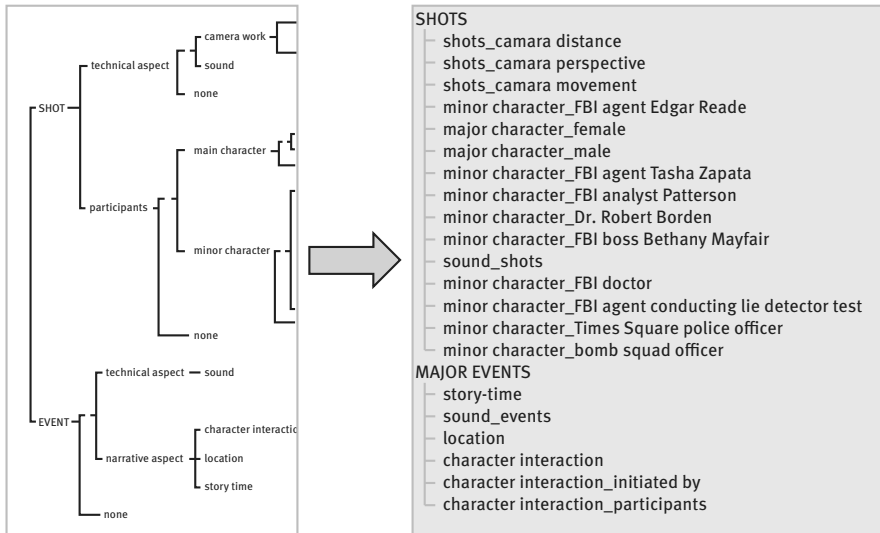 camera work
technical aspect
sound
none
SHOT
main character
participants
minor character
none
technical aspect
sound
EVENT
character interactio
narrative aspect
location
story time
none
SHOTS
shots_camara distance
shots_camara perspective
shots_camara movement
minor character_FBI agent Edgar Reade
major character_female
major character_male
minor character_FBI agent Tasha Zapata
minor character_FBI analyst Patterson
minor character_Dr. Robert Borden
minor character_FBI boss Bethany Mayfair
sound_shots
minor character_FBI doctor
minor character_FBI agent conducting lie detector test
minor character_Times Square police officer
minor character_bomb squad officer
MAJOR EVENTS
story-time
sound_events
location
character interaction
character interaction_initiated by
character interaction_participants